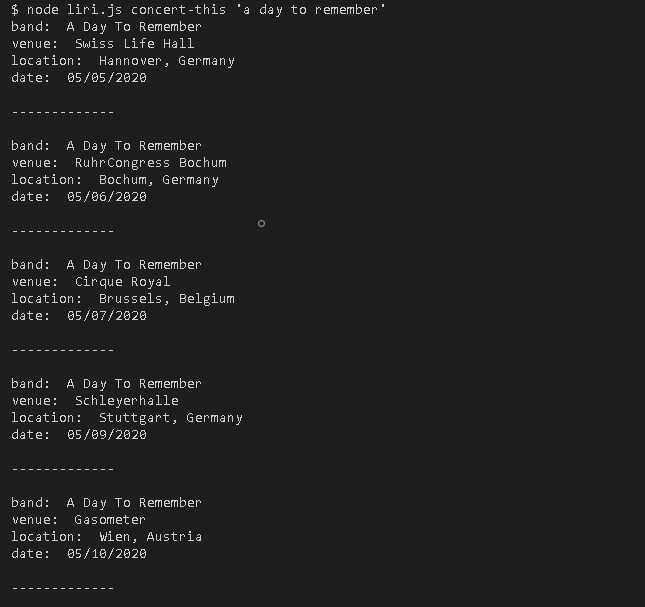 $ node liri.js concert-this 'a day to remember'
band:  A Day To Remember
venue:  Swiss Life Hall
location:  Hannover, Germany
date:  05/05/2020
-------------
band:  A Day To Remember
venue:  RuhrCongress Bochum
location:  Bochum, Germany
date:  05/06/2020
-------------
band:  A Day To Remember
venue:  Cirque Royal
location:  Brussels, Belgium
date:  05/07/2020
-------------
band:  A Day To Remember
venue:  Schleyerhalle
location:  Stuttgart, Germany
date:  05/09/2020
-------------
band:  A Day To Remember
venue:  Gasometer
location:  Wien, Austria
date:  05/10/2020
-------------